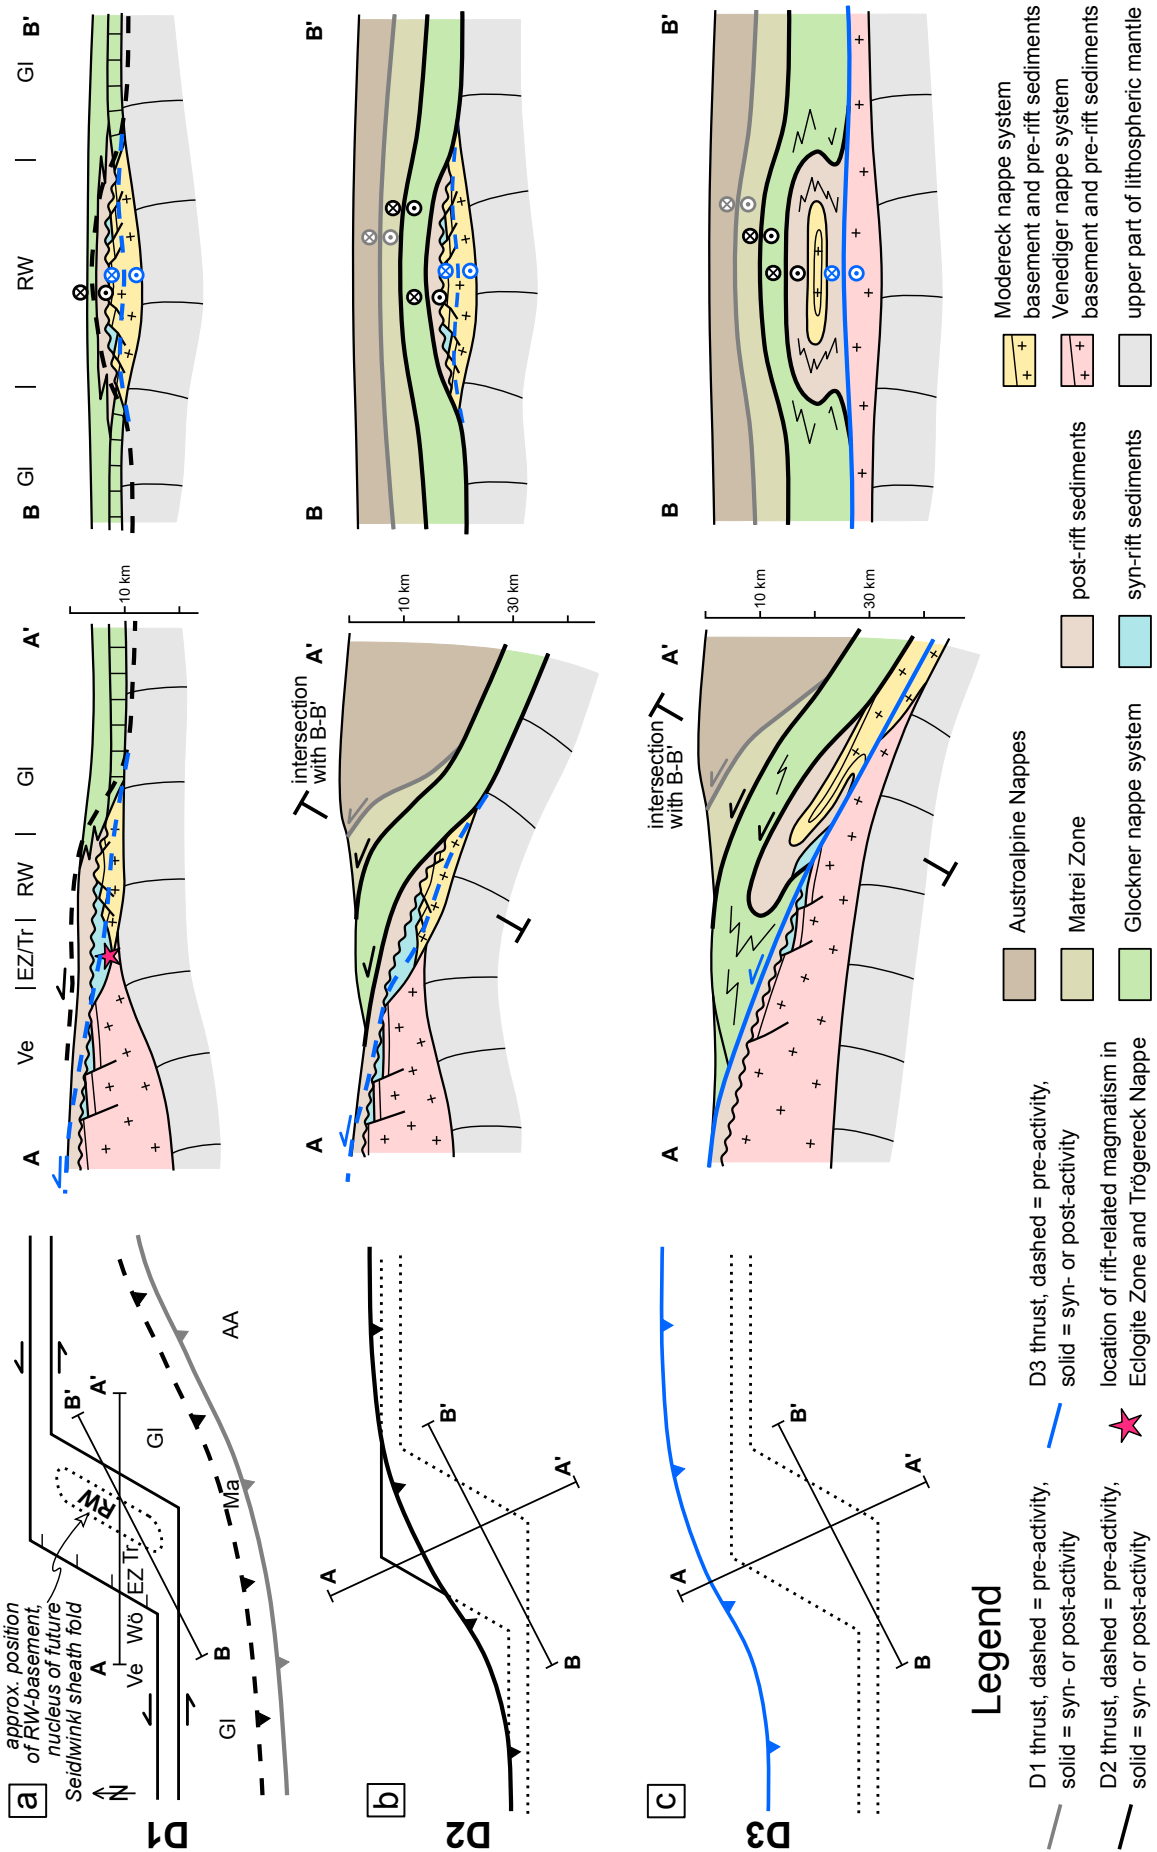 a
D1
N
approx. position
of RW-basement,
nucleus of future
Seidlwinkl sheath fold
RW
A
A'
B
B'
Ve
Wö
EZ
Tr
Gl
Gl
Ma
AA
A
A'
Ve
EZ/Tr
RW
Gl
10 km
B
B'
Gl
RW
Gl
b
D2
A
A'
B
B'
A
A'
intersection
with B-B'
10 km
30 km
B
B'
c
D3
A
A'
B
B'
A
A'
intersection
with B-B'
10 km
30 km
B
B'
Legend
D1 thrust, dashed = pre-activity,
solid = syn- or post-activity
D2 thrust, dashed = pre-activity,
solid = syn- or post-activity
D3 thrust, dashed = pre-activity,
solid = syn- or post-activity
location of rift-related magmatism in
Eclogite Zone and Trögereck Nappe
Austroalpine Nappes
Matrei Zone
Glockner nappe system
post-rift sediments
syn-rift sediments
Modereck nappe system
basement and pre-rift sediments
Venediger nappe system
basement and pre-rift sediments
upper part of lithospheric mantle